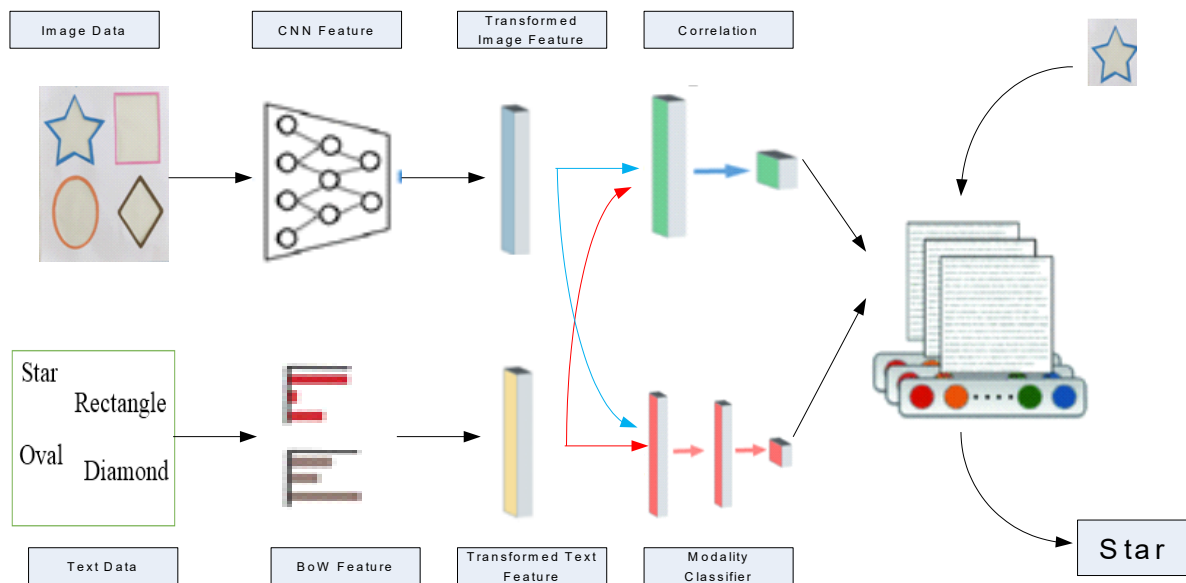 Image Data
CNN Feature
Transformed
Image Feature
Correlation
Star
Rectangle
Oval
Diamond
Text Data
BoW Feature
Transformed Text
Feature
Modality
Classifier
Star